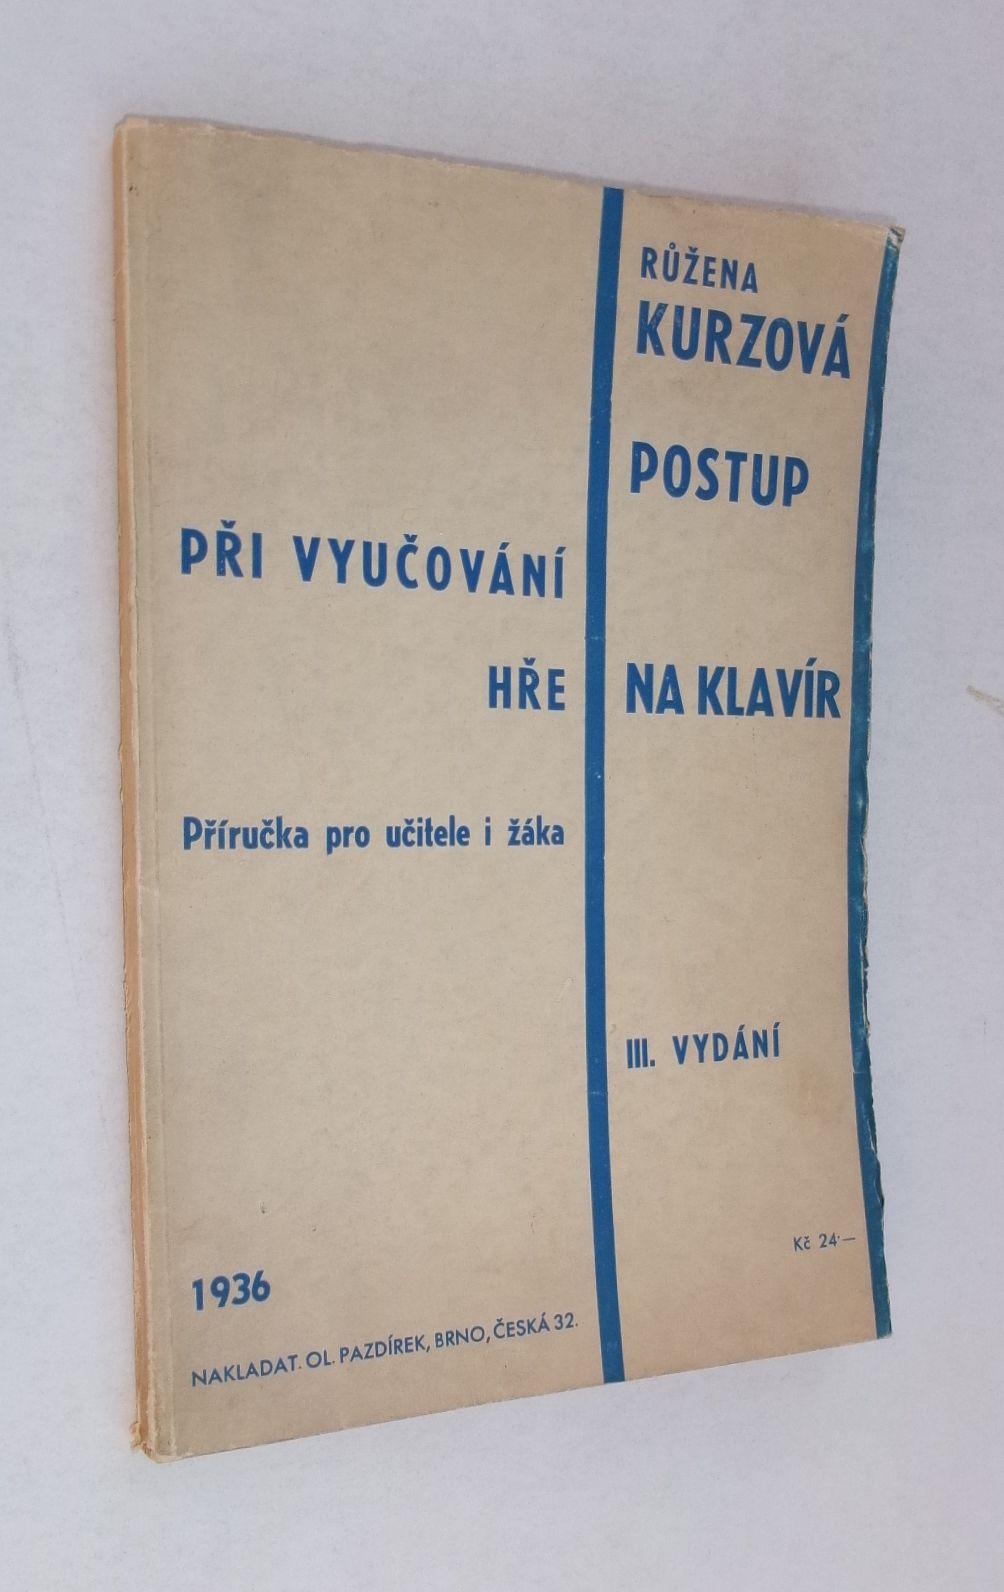 RŮŽENA
KURZOVÁ
POSTUP
PŘI VYUČOVÁNÍ
HŘE NA KLAVÍR
Příručka pro učitele i žáka
III. VYDÁNÍ
Kč 24·—
1936
NAKLADAT. OL. PAZDÍREK, BRNO, ČESKÁ 32.